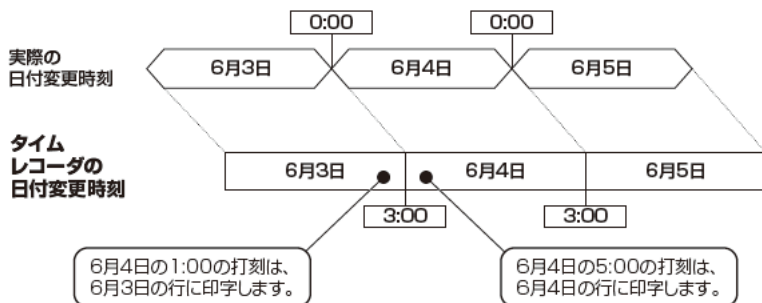 0:00 0:00
実際の
日付変更時刻
6月3日 6月4日 6月5日
タイム
レコーダの
日付変更時刻
6月3日 6月4日 6月5日
3:00 3:00
6月4日の1:00の打刻は、
6月3日の行に印字します。
6月4日の5:00の打刻は、
6月4日の行に印字します。